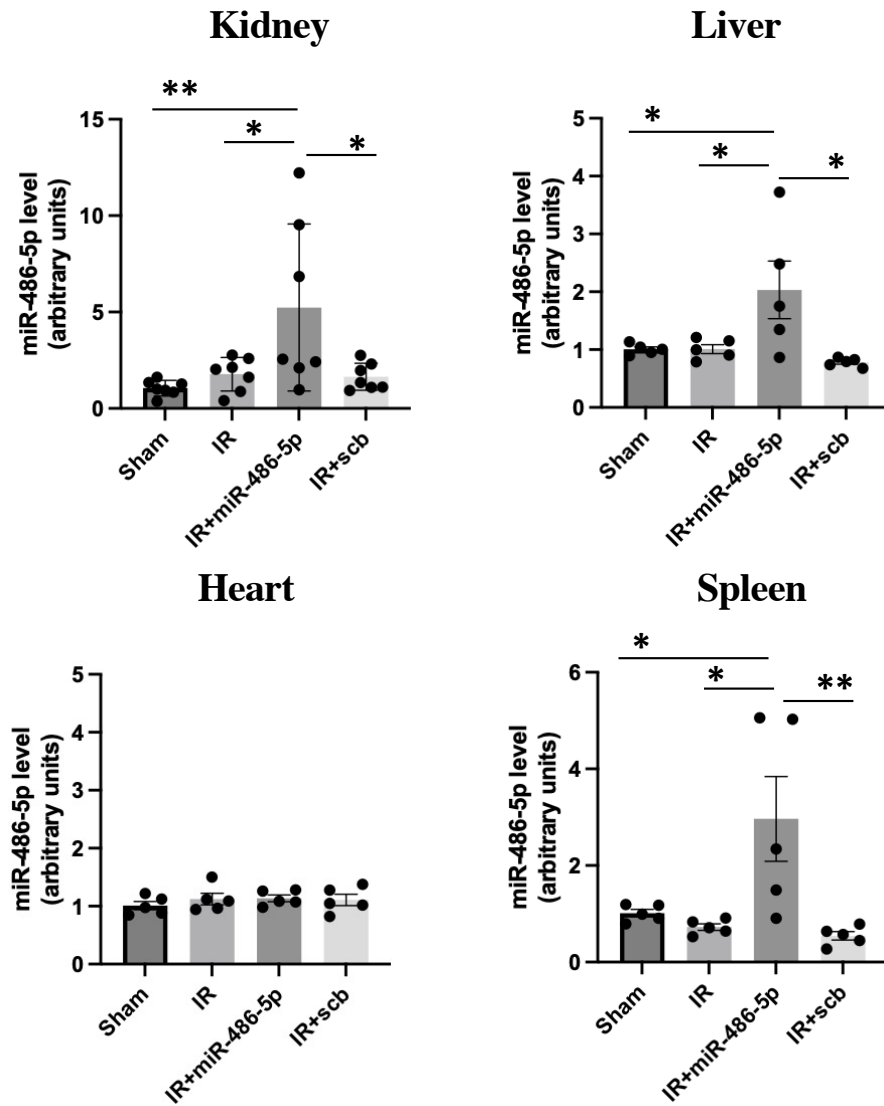 Kidney
**
*
*
15
10
5
0
miR-486-5p level
(arbitrary units)
Sham
IR
IR+miR-486-5p
IR+scb
Liver
*
*
*
5
4
3
2
1
0
miR-486-5p level
(arbitrary units)
Sham
IR
IR+miR-486-5p
IR+scb
Heart
5
4
3
2
1
0
miR-486-5p level
(arbitrary units)
Sham
IR
IR+miR-486-5p
IR+scb
Spleen
*
*
**
6
4
2
0
miR-486-5p level
(arbitrary units)
Sham
IR
IR+miR-486-5p
IR+scb